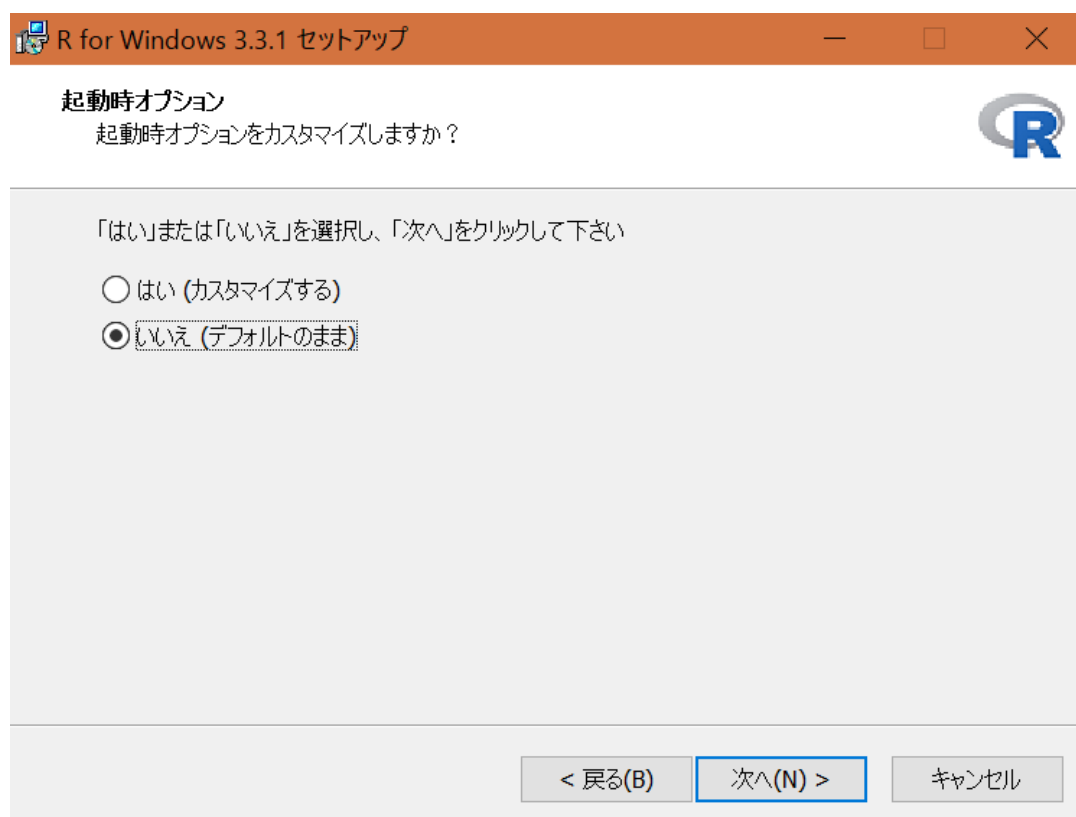 R for Windows 3.3.1 セットアップ
起動時オプション
起動時オプションをカスタマイズしますか？
R
「はい」または「いいえ」を選択し、「次へ」をクリックして下さい
はい (カスタマイズする)
いいえ (デフォルトのまま)
< 戻る(B)
次へ(N) >
キャンセル